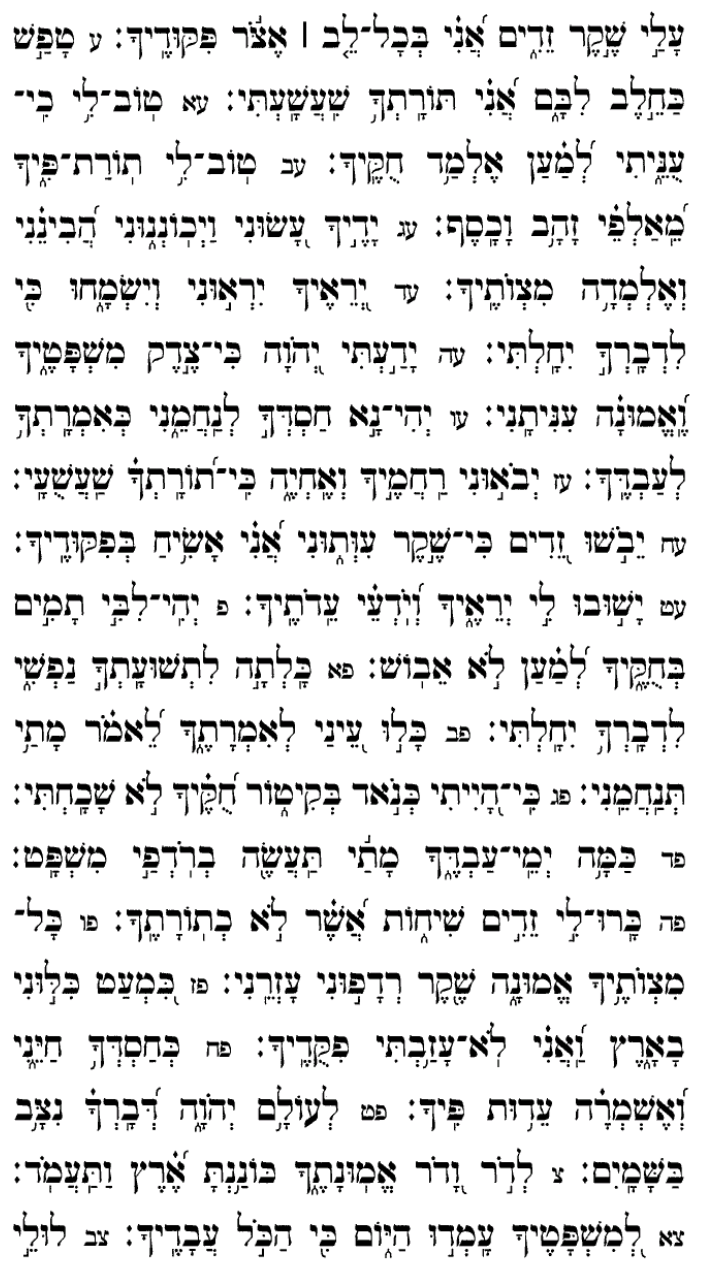 עָלַ֣י שֶׁ֣קֶר זֵדִ֑ים אֲ֝נִ֗י בְּכׇל־לֵ֤ב ׀ אֶצֹּ֬ר פִּקּוּדֶֽיךָ׃ ע טָפַ֣שׁ
כַּחֵ֣לֶב לִבָּ֑ם אֲ֝נִ֗י תּוֹרָתְךָ֥ שִֽׁעֲשָֽׁעְתִּי׃ עא טֽוֹב־לִ֥י כִֽי־
עֻנֵּ֑יתִי לְ֝מַ֗עַן אֶלְמַ֥ד חֻקֶּֽיךָ׃ עב טֽוֹב־לִ֥י תֽוֹרַת־פִּ֑יךָ
מֵ֝אַלְפֵ֗י זָהָ֥ב וָכָֽסֶף׃ עג יָדֶ֣יךָ עָ֭שׂוּנִי וַֽיְכוֹנְנ֑וּנִי הֲ֝בִינֵ֗נִי
וְאֶלְמְדָ֥ה מִצְוֺתֶֽיךָ׃ עד יְ֭רֵאֶיךָ יִרְא֣וּנִי וְיִשְׂמָ֑חוּ כִּ֖י
לִדְבָרְךָ֣ יִחָֽלְתִּי׃ עה יָדַ֣עְתִּי יְ֭הֹוָה כִּי־צֶ֣דֶק מִשְׁפָּטֶ֑יךָ
וֶ֝אֱמוּנָ֗ה עִנִּיתָֽנִי׃ עו יְהִי־נָ֣א חַסְדְּךָ֣ לְנַחֲמֵ֑נִי כְּאִמְרָתְךָ֥
לְעַבְדֶּֽךָ׃ עז יְבֹא֣וּנִי רַחֲמֶ֣יךָ וְאֶחְיֶ֑ה כִּי־ת֝וֹרָתְךָ֗ שַׁעֲשֻׁעָֽי׃
עח יֵבֹ֣שׁוּ זֵ֭דִים כִּי־שֶׁ֣קֶר עִוְּת֑וּנִי אֲ֝נִ֗י אָשִׂ֥יחַ בְּפִקּוּדֶֽיךָ׃
עט יָשׁ֣וּבוּ לִ֣י יְרֵאֶ֑יךָ וְ֝יֹדְעֵ֗י עֵדֹתֶֽיךָ׃ פ יְהִֽי־לִבִּ֣י תָמִ֣ים
בְּחֻקֶּ֑יךָ לְ֝מַ֗עַן לֹ֣א אֵבֽוֹשׁ׃ פא כָּלְתָ֣ה לִתְשׁוּעָתְךָ֣ נַפְשִׁ֑י
לִדְבָרְךָ֥ יִחָֽלְתִּי׃ פב כָּל֣וּ עֵ֭ינַי לְאִמְרָתֶ֑ךָ לֵ֝אמֹ֗ר מָתַ֥י
תְּֽנַחֲמֵֽנִי׃ פג כִּֽי־הָ֭יִיתִי כְּנֹ֣אד בְּקִיט֑וֹר חֻ֝קֶּ֗יךָ לֹ֣א שָׁכָֽחְתִּי׃
פד כַּמָּ֥ה יְמֵֽי־עַבְדֶּ֑ךָ מָתַ֬י תַּעֲשֶׂ֖ה בְרֹדְפַ֣י מִשְׁפָּֽט׃
פה כָּֽרוּ־לִ֣י זֵדִ֣ים שִׁיח֑וֹת אֲ֝שֶׁ֗ר לֹ֣א כְתוֹרָתֶֽךָ׃ פו כׇּל־
מִצְוֺתֶ֥יךָ אֱמוּנָ֑ה שֶׁ֖קֶר רְדָפ֣וּנִי עׇזְרֵֽנִי׃ פז כִּ֭מְעַט כִּלּ֣וּנִי
בָאָ֑רֶץ וַ֝אֲנִ֗י לֹֽא־עָזַ֥בְתִּי פִקֻּדֶֽיךָ׃ פח כְּחַסְדְּךָ֥ חַיֵּ֑נִי
וְ֝אֶשְׁמְרָ֗ה עֵד֥וּת פִּֽיךָ׃ פט לְעוֹלָ֥ם יְהֹוָ֑ה דְּ֝בָרְךָ֗ נִצָּ֥ב
בַּשָּׁמָֽיִם׃ צ לְדֹ֣ר וָ֭דֹר אֱמוּנָתֶ֑ךָ כּוֹנַ֥נְתָּ אֶ֝֗רֶץ וַֽתַּעֲמֹֽד׃
צא לְֽ֭מִשְׁפָּטֶיךָ עָמְד֣וּ הַיּ֑וֹם כִּ֖י הַכֹּ֣ל עֲבָדֶֽיךָ׃ צב לוּלֵ֣י